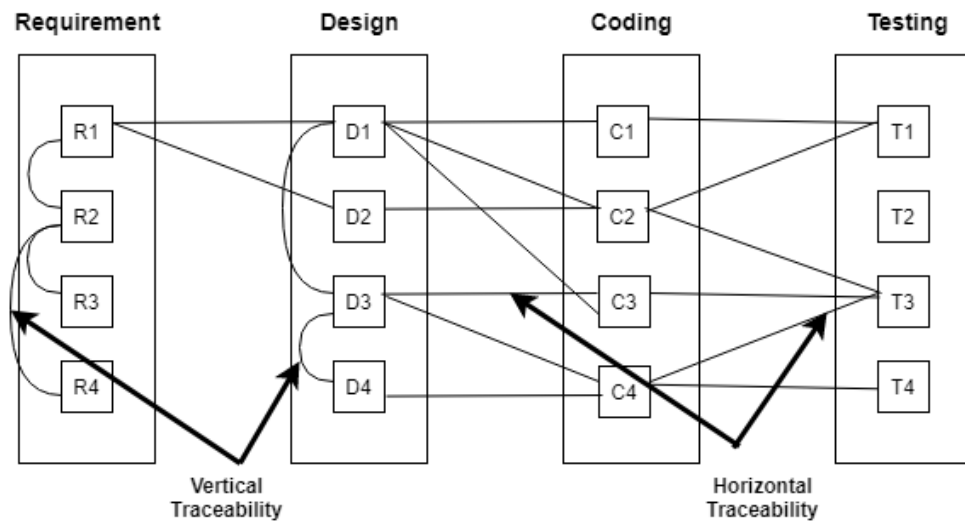 Requirement
Design
Coding
Testing
R1
D1
C1
T1
R2
D2
C2
T2
R3
D3
C3
T3
R4
D4
C4
T4
Vertical
Traceability
Horizontal
Traceability